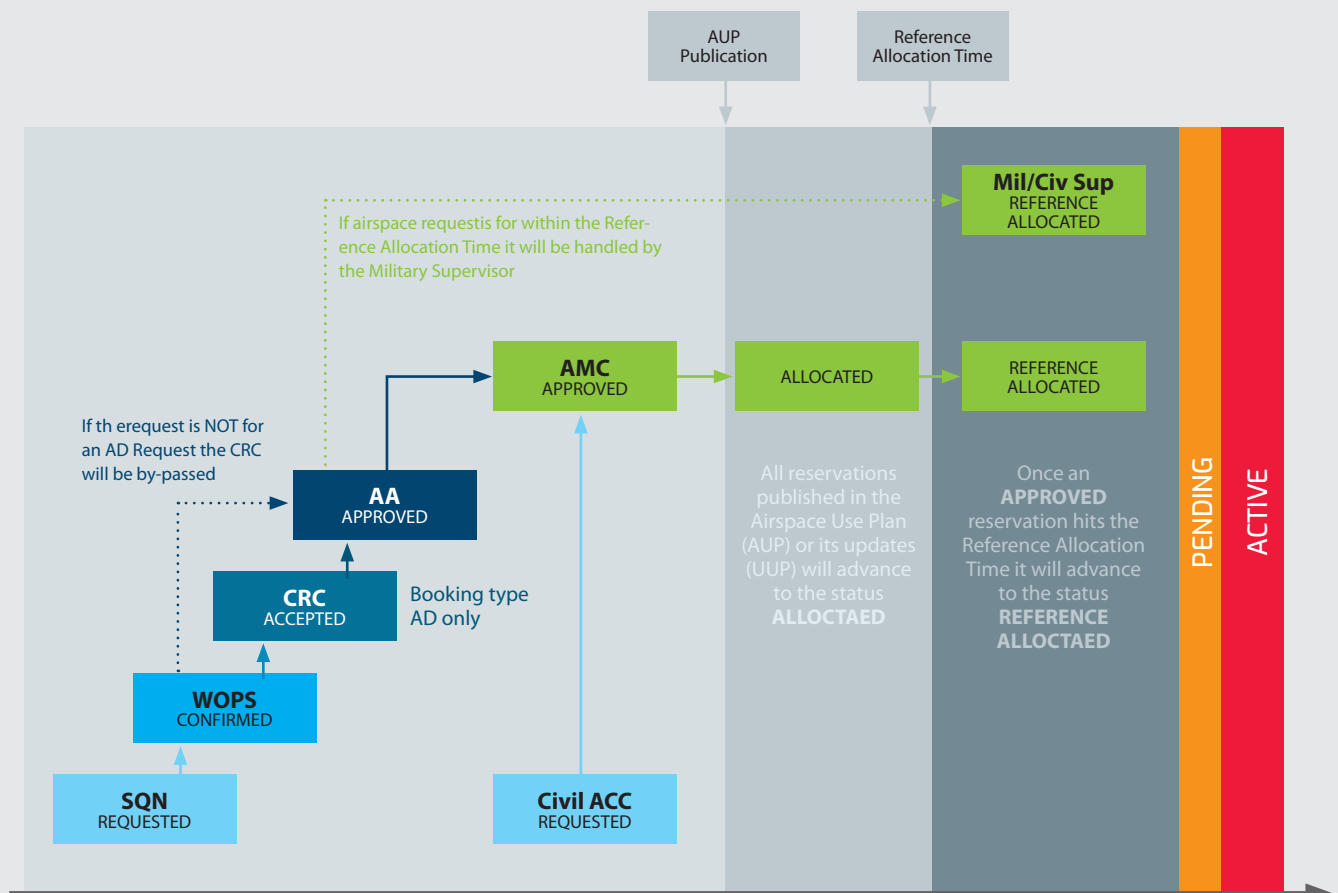 AUP
Publication
Reference
Allocation Time
Mil/Civ Sup
REFERENCE
ALLOCATED
If airspace requestis for within the Refer-
ence Allocation Time it will be handled by
the Military Supervisor
AMC
APPROVED
ALLOCATED
REFERENCE
ALLOCATED
If th erequest is NOT for
an AD Request the CRC
will be by-passed
AA
APPROVED
CRC
ACCEPTED
Booking type
AD only
WOPS
CONFIRMED
SQN
REQUESTED
Civil ACC
REQUESTED
All reservations
published in the
Airspace Use Plan
(AUP) or its updates
(UUP) will advance
to the status
ALLOCTAED
Once an
APPROVED
reservation hits the
Reference Allocation
Time it will advance
to the status
REFERENCE
ALLOCTAED
PENDING
ACTIVE